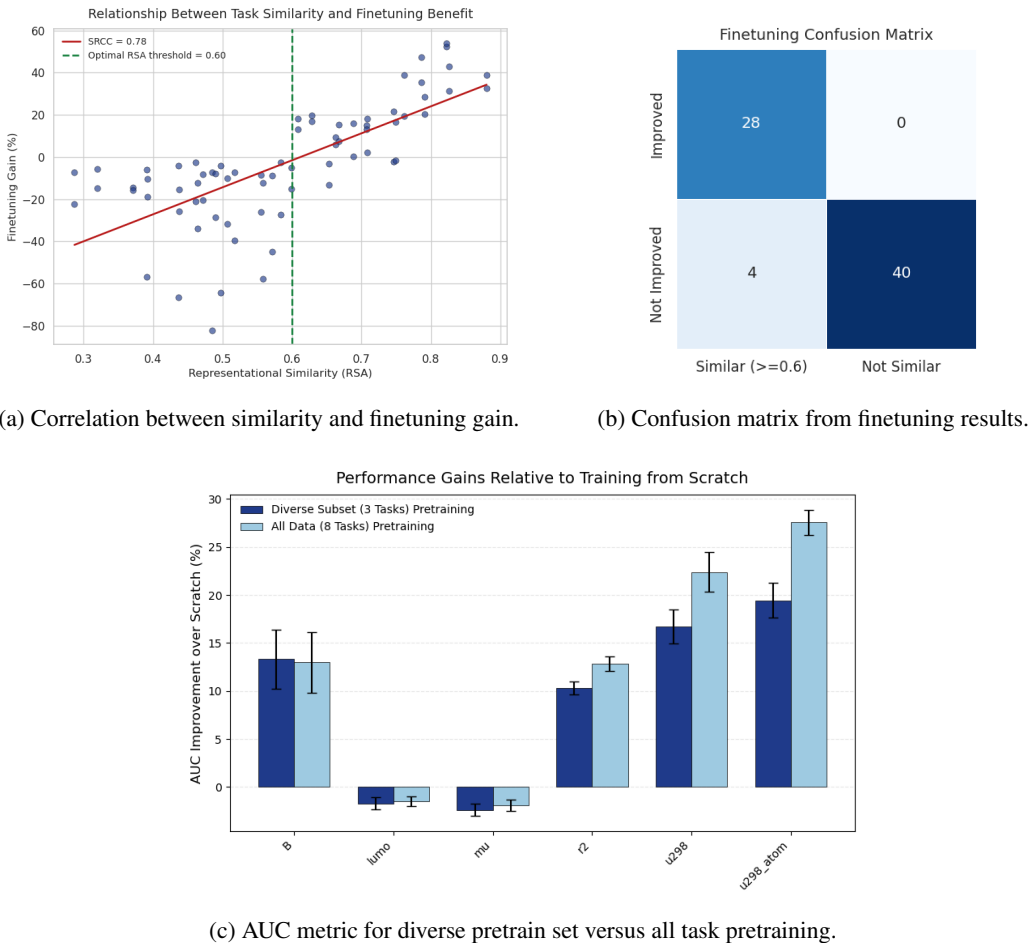 Relationship Between Task Similarity and Finetuning Benefit
60
40
20
0
−20
−40
−60
−80
Finetuning Gain (%)
SRCC = 0.78
Optimal RSA threshold = 0.60
0.3 0.4 0.5 0.6 0.7 0.8 0.9
Representational Similarity (RSA)
Finetuning Confusion Matrix
Improved
Not Improved
28 0
4 40
Similar (>=0.6) Not Similar
(a) Correlation between similarity and finetuning gain.
(b) Confusion matrix from finetuning results.
Performance Gains Relative to Training from Scratch
30
25
20
15
10
5
0
AUC Improvement over Scratch (%)
Diverse Subset (3 Tasks) Pretraining
All Data (8 Tasks) Pretraining
B lumo mu r2 u298 u298_atom
(c) AUC metric for diverse pretrain set versus all task pretraining.